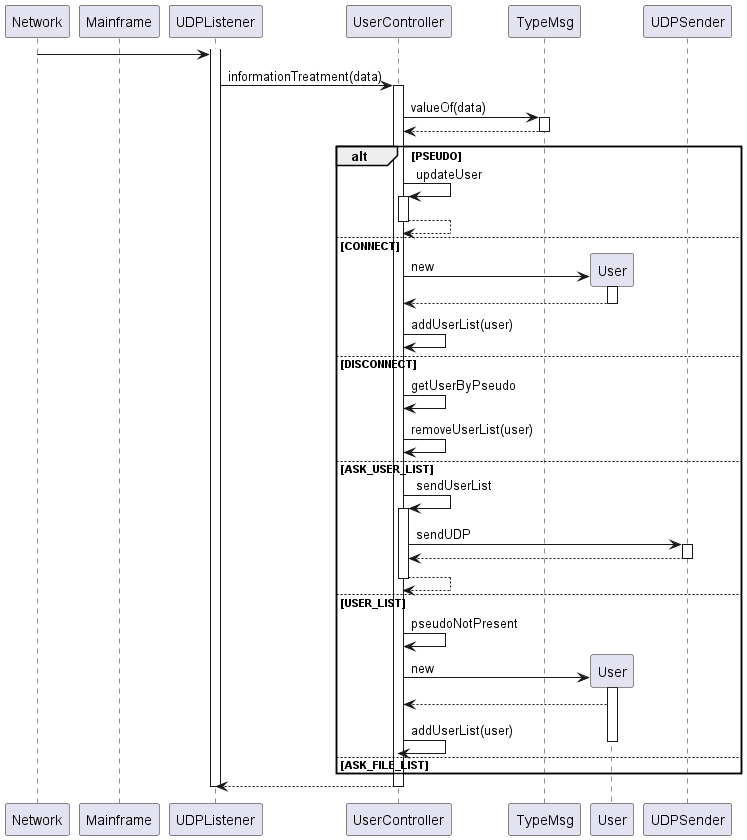 Network Mainframe UDPListener UserController TypeMsg UDPSender
informationTreatment(data)
valueOf(data)
alt [PSEUDO]
updateUser
[CONNECT]
User
new
addUserList(user)
[DISCONNECT]
getUserByPseudo
removeUserList(user)
[ASK_USER_LIST]
sendUserList
sendUDP
[USER_LIST]
pseudoNotPresent
User
new
addUserList(user)
[ASK_FILE_LIST]
Network Mainframe UDPListener UserController TypeMsg User UDPSender